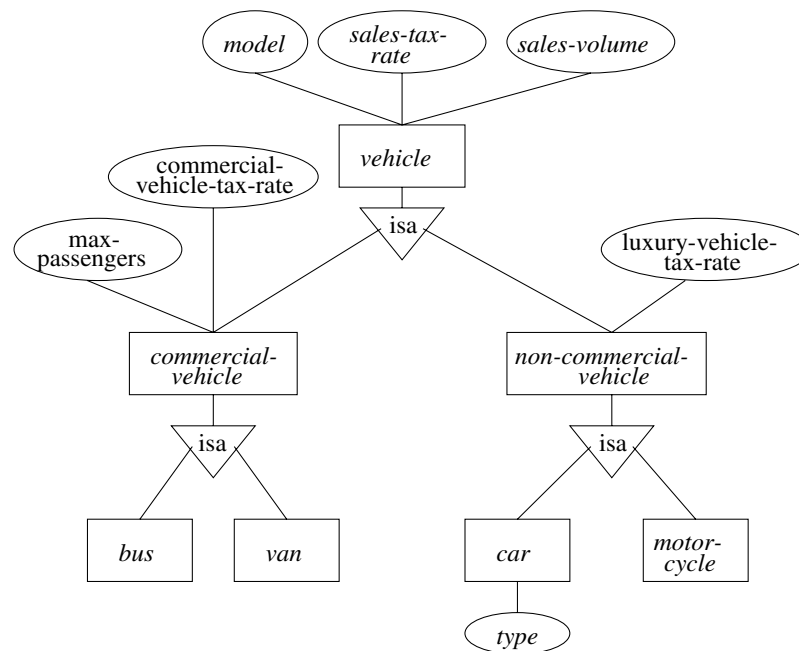 model
sales-tax-
rate
sales-volume
vehicle
commercial-
vehicle-tax-rate
isa
max-
passengers
luxury-vehicle-
tax-rate
commercial-
vehicle
non-commercial-
vehicle
isa
isa
bus
van
car
motor-
cycle
type